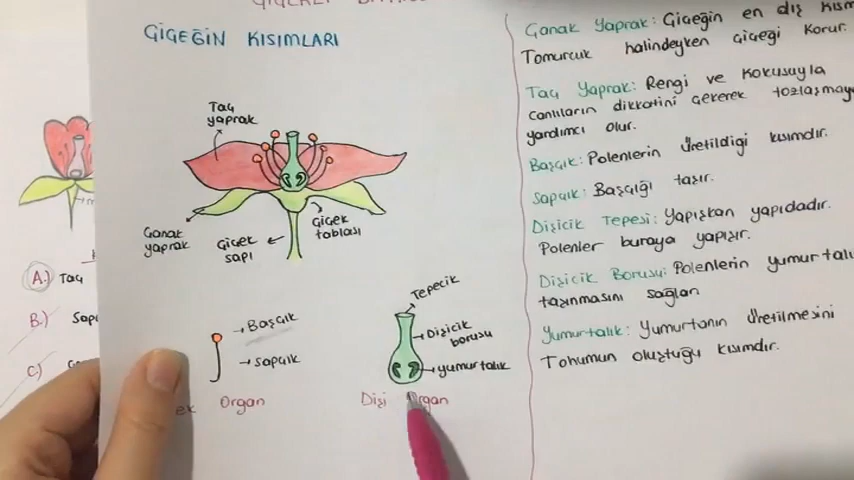 ÇİÇEĞİN KISIMLARI
Taç
yaprak
Çanak
yaprak
Çiçek
sapı
Çiçek
tablası
Başçık
sapçık
Organ
Tepecik
Dişicik
borusu
yumurtalık
Dişi
A.) Taç
B.)
C.)
Çanak Yaprak: Çiçeğin en dış
Tomurcuk halindeyken çiçeği Korur.
Taç Yaprak: Rengi ve Kokusuyla
canlıların dikkatini çekerek
yardımcı olur.
Başçık: Polenlerin üretildiği kısımdır.
Sapçık: Başçığı taşır.
Dişicik Tepesi: Yapışkan yapıdadır.
Polenler buraya yapışır.
Dişicik Borusu: Polenlerin
taşınmasını sağlar
Yumurtalık: Yumurtanın Üretilmesini
Tohumun oluştuğu kısımdır.